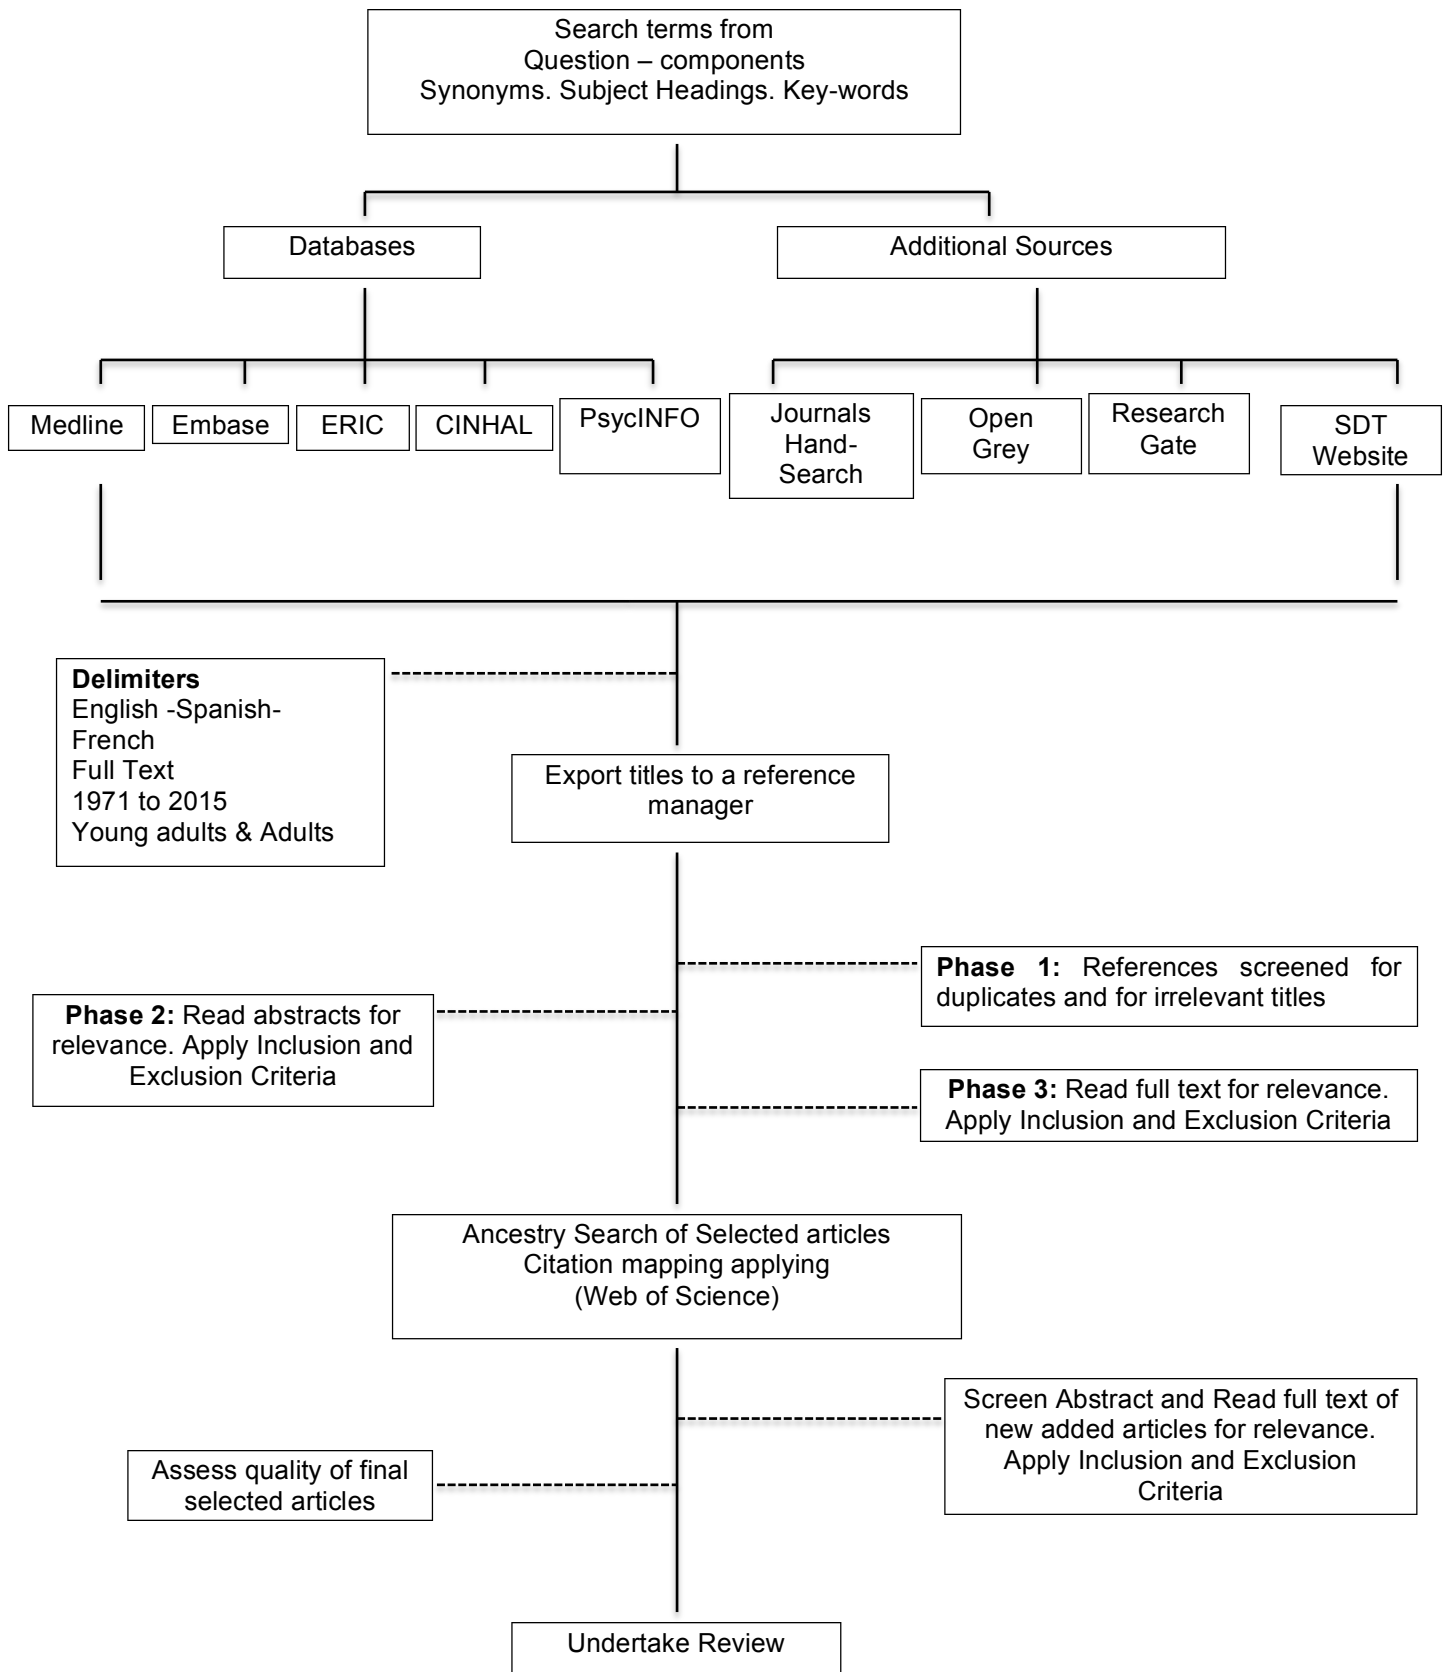 Search terms from
Question – components
Synonyms. Subject Headings. Key-words
Databases
Additional Sources
Medline
Embase
ERIC
CINHAL
PsycINFO
Journals
Hand-
Search
Open
Grey
Research
Gate
SDT
Website
Delimiters
English -Spanish-
French
Full Text
1971 to 2015
Young adults & Adults
Export titles to a reference
manager
Phase 1: References screened for
duplicates and for irrelevant titles
Phase 2: Read abstracts for
relevance. Apply Inclusion and
Exclusion Criteria
Phase 3: Read full text for relevance.
Apply Inclusion and Exclusion Criteria
Ancestry Search of Selected articles
Citation mapping applying
(Web of Science)
Screen Abstract and Read full text of
new added articles for relevance.
Apply Inclusion and Exclusion
Criteria
Assess quality of final
selected articles
Undertake Review